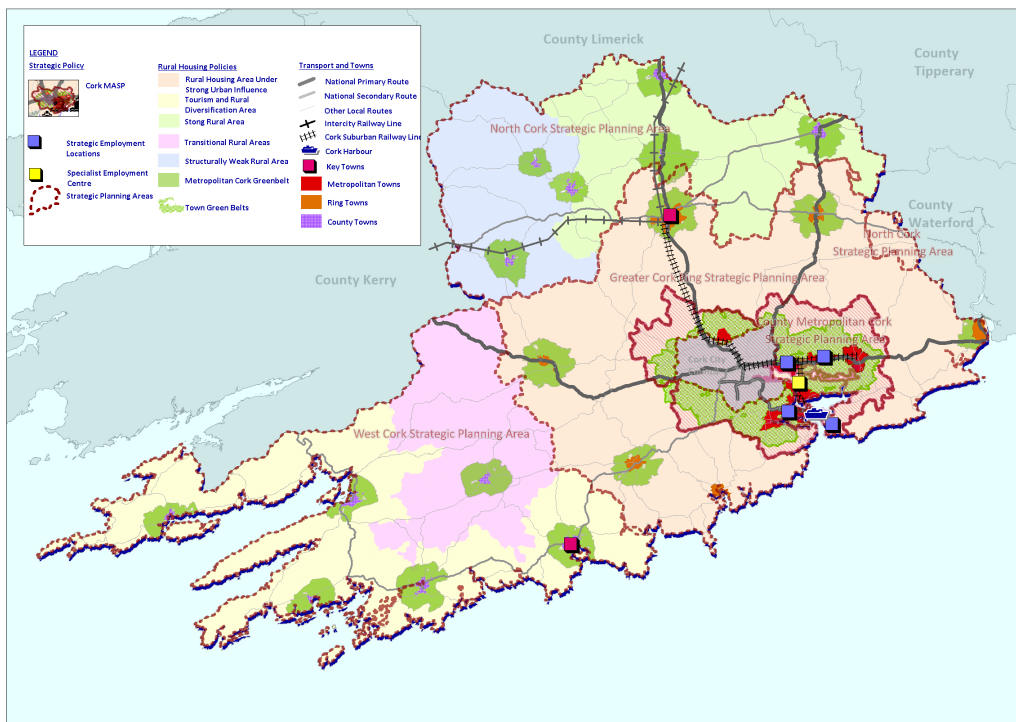 LEGEND
Strategic Policy
Cork MASP
Strategic Employment
Locations
Specialist Employment
Centre
Strategic Planning Areas
Rural Housing Policies
Rural Housing Area Under
Strong Urban Influence
Tourism and Rural
Diversification Area
Stong Rural Area
Transitional Rural Areas
Structurally Weak Rural Area
Metropolitan Cork Greenbelt
Town Green Belts
Transport and Towns
National Primary Route
National Secondary Route
Other Local Routes
Intercity Railway Line
Cork Suburban Railway Line
Cork Harbour
Key Towns
Metropolitan Towns
Ring Towns
County Towns
County Limerick
County
Tipperary
North Cork Strategic Planning Area
County
Waterford
North Cork
Strategic Planning Area
County Kerry
Greater Cork Ring Strategic Planning Area
County Metropolitan Cork
Strategic Planning Area
Cork City
West Cork Strategic Planning Area